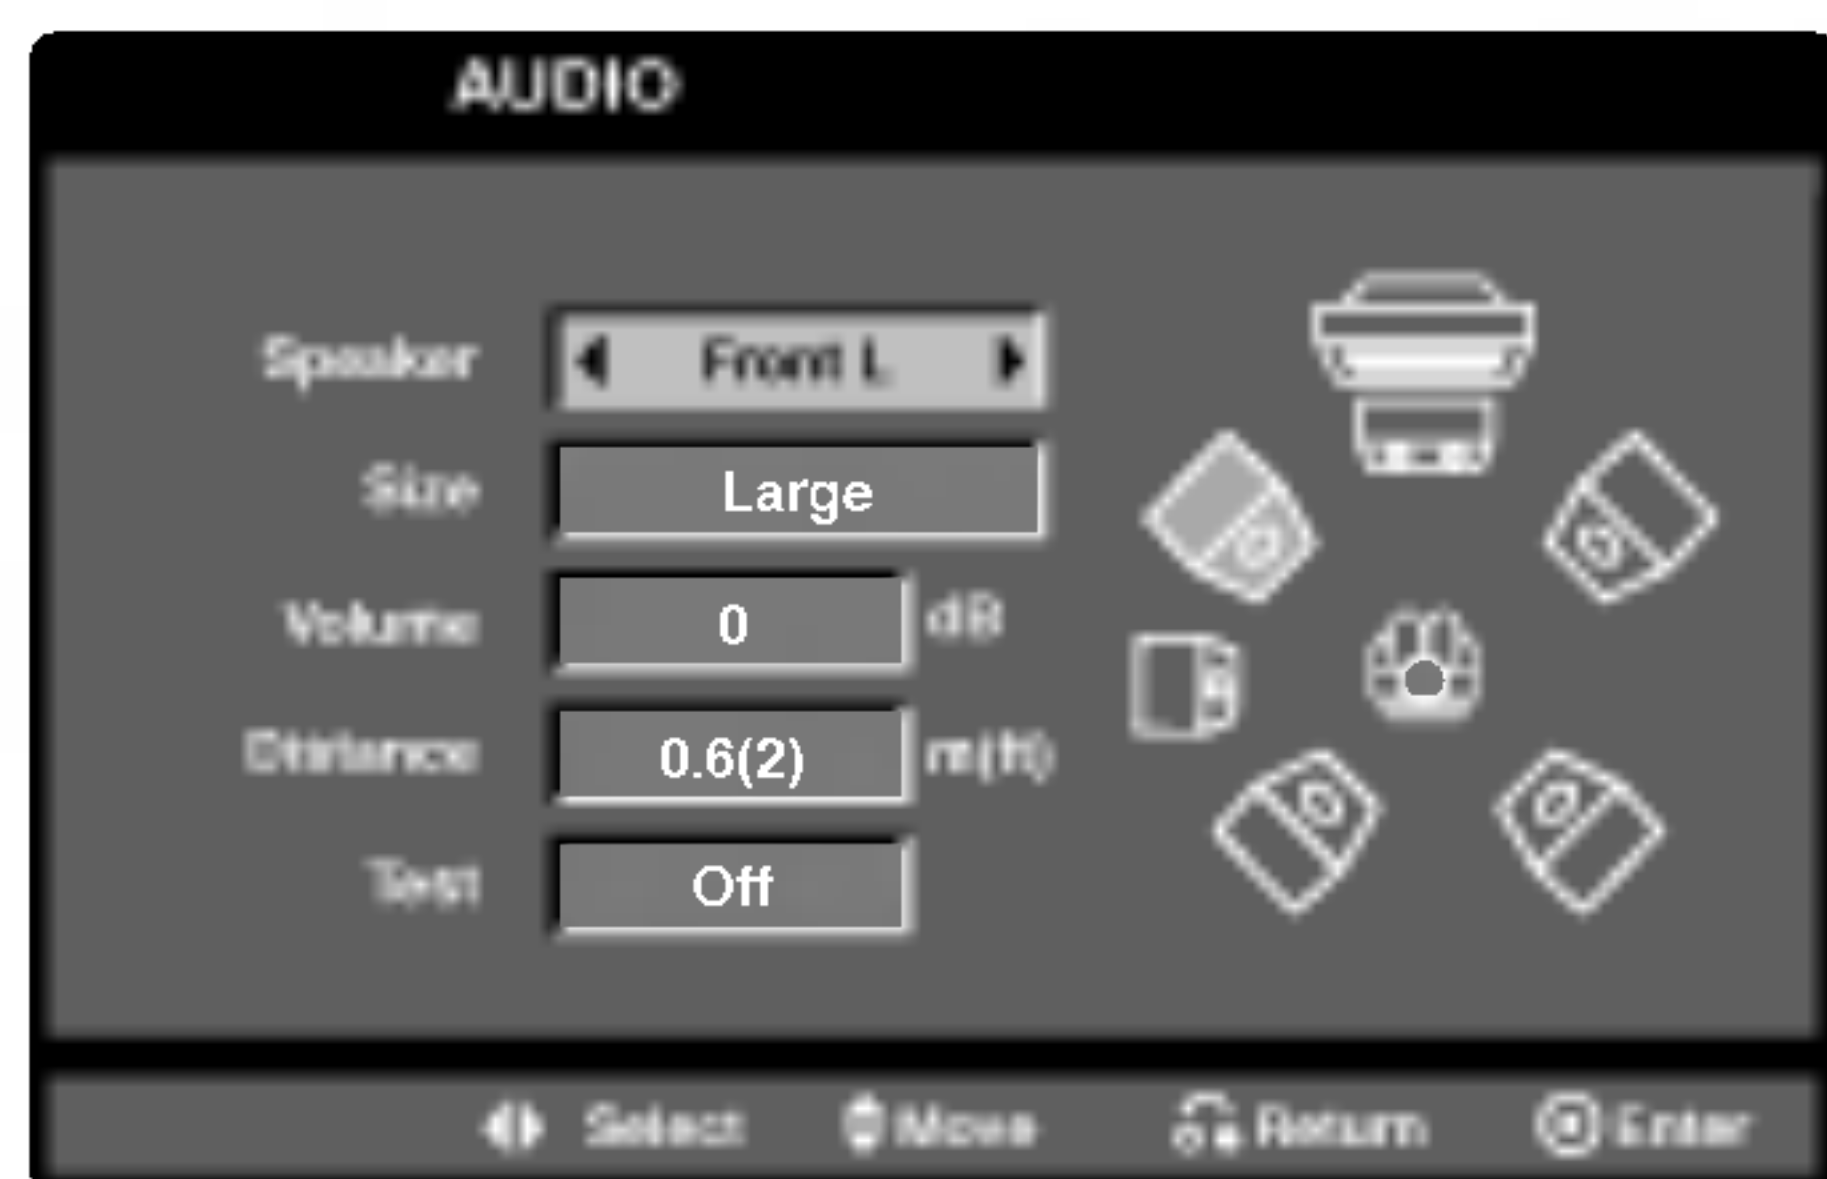 AUDIO
Speaker Front L
Size Large
Volume 0 dB
Distance 0.6(2) m(ft)
Test Off
Select Move Return Enter